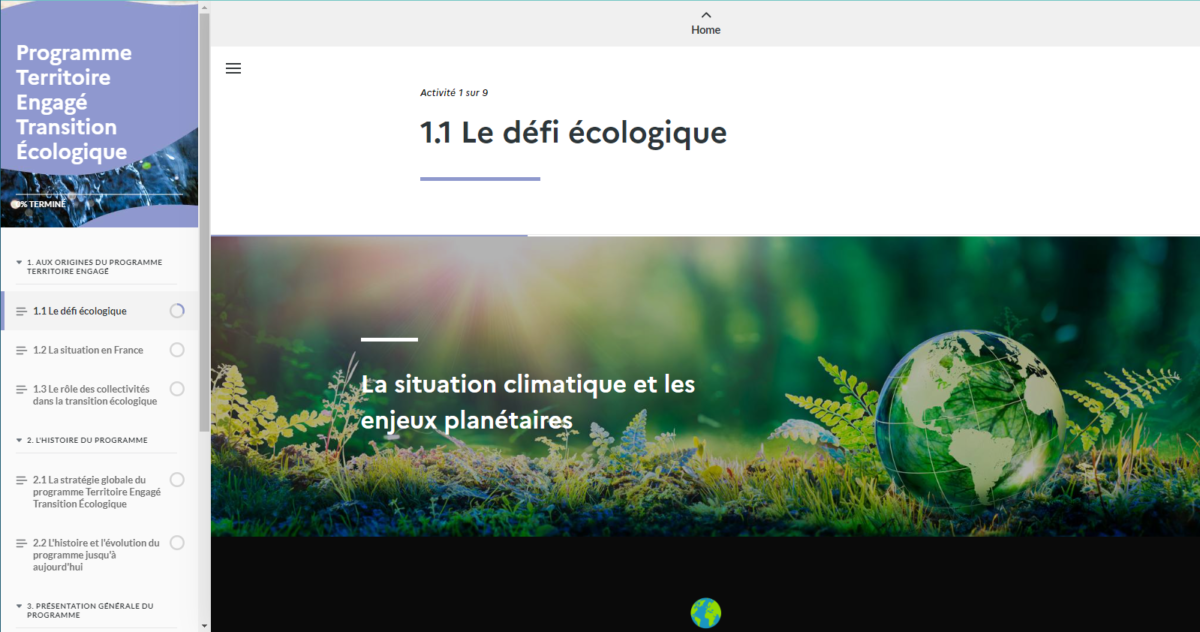 Programme
Territoire
Engagé
Transition
Écologique
% TERMINÉ
1. AUX ORIGINES DU PROGRAMME
TERRITOIRE ENGAGÉ
1.1 Le défi écologique
1.2 La situation en France
1.3 Le rôle des collectivités
dans la transition écologique
2. L'HISTOIRE DU PROGRAMME
2.1 La stratégie globale du
programme Territoire Engagé
Transition Écologique
2.2 L'histoire et l'évolution du
programme jusqu'à
aujourd'hui
3. PRÉSENTATION GÉNÉRALE DU
PROGRAMME
Home
Activité 1 sur 9
1.1 Le défi écologique
La situation climatique et les
enjeux planétaires